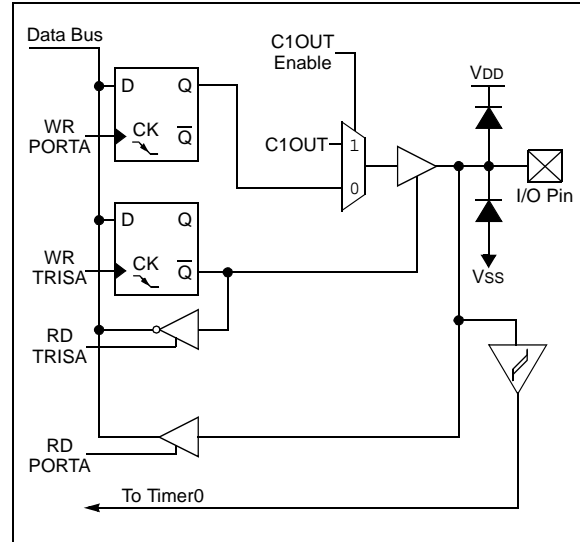 Data Bus
C1OUT
Enable
VDD
D Q
WR
PORTA
CK Q
C1OUT
1
0
I/O Pin
D Q
WR
TRISA
CK Q
VSS
RD
TRISA
RD
PORTA
To Timer0